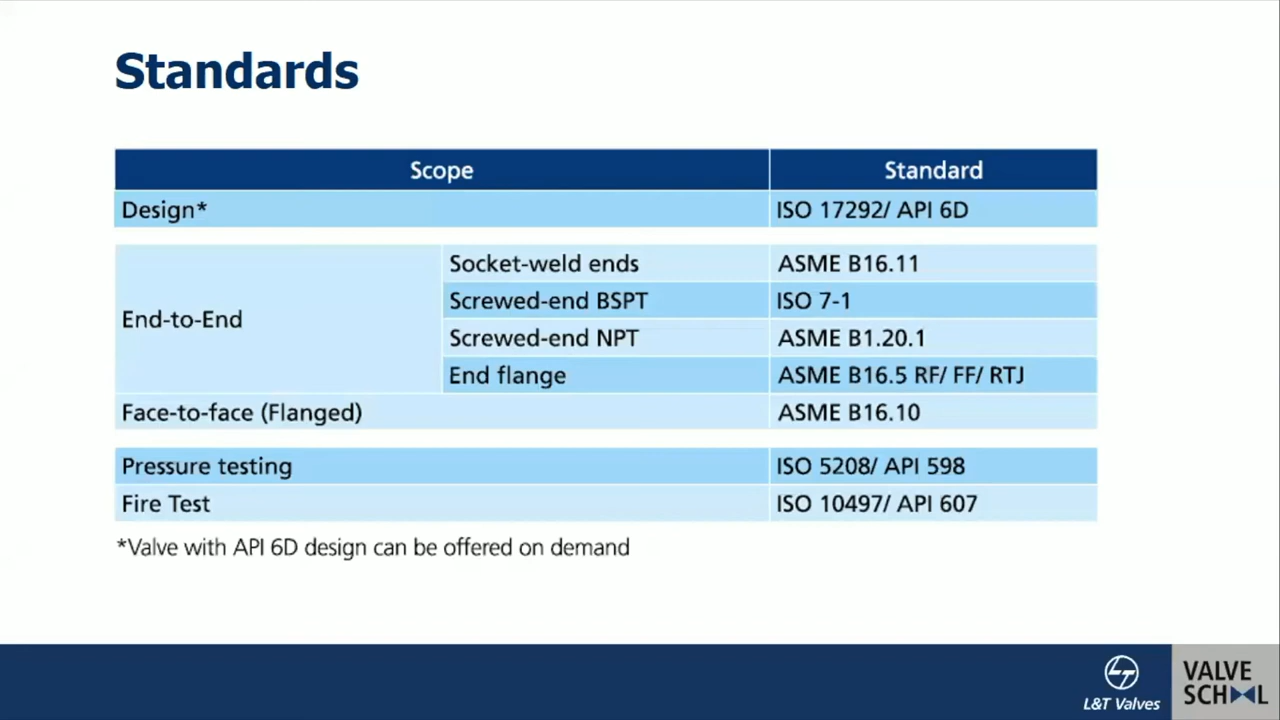 Standards
Scope Standard
Design* ISO 17292/ API 6D
End-to-End
Socket-weld ends ASME B16.11
Screwed-end BSPT ISO 7-1
Screwed-end NPT ASME B1.20.1
End flange ASME B16.5 RF/ FF/ RTJ
Face-to-face (Flanged) ASME B16.10
Pressure testing ISO 5208/ API 598
Fire Test ISO 10497/ API 607
*Valve with API 6D design can be offered on demand
L&T Valves
VALVE
SCHOOL